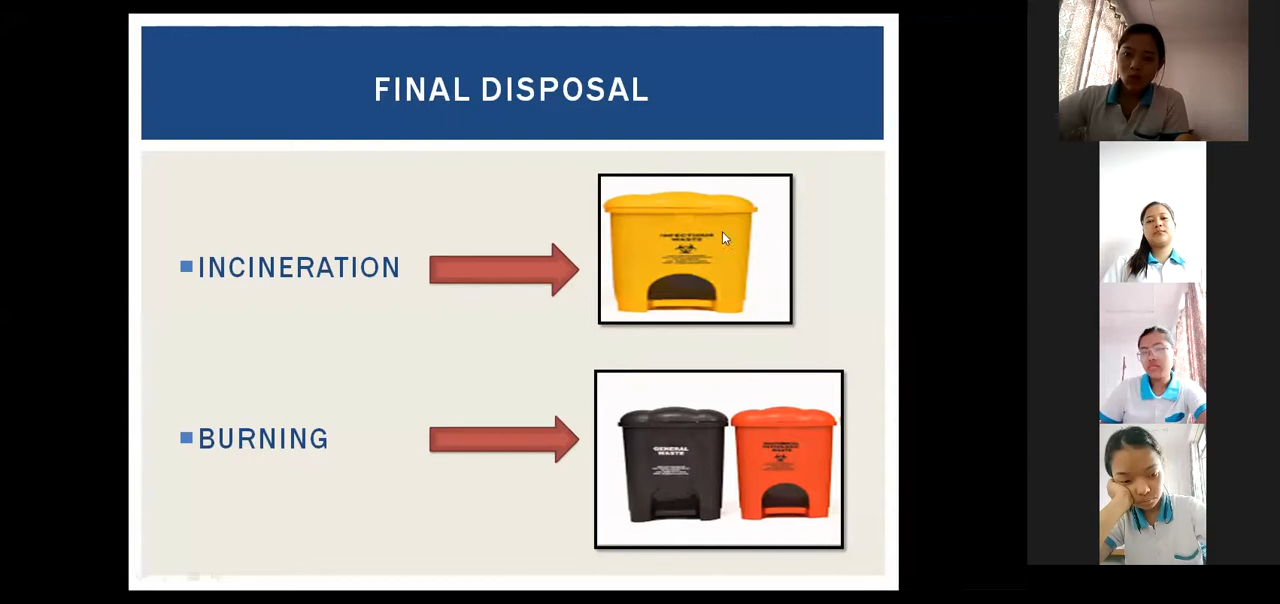 FINAL DISPOSAL
INCINERATION
INFECTIOUS
WASTE
BURNING
GENERAL
WASTE